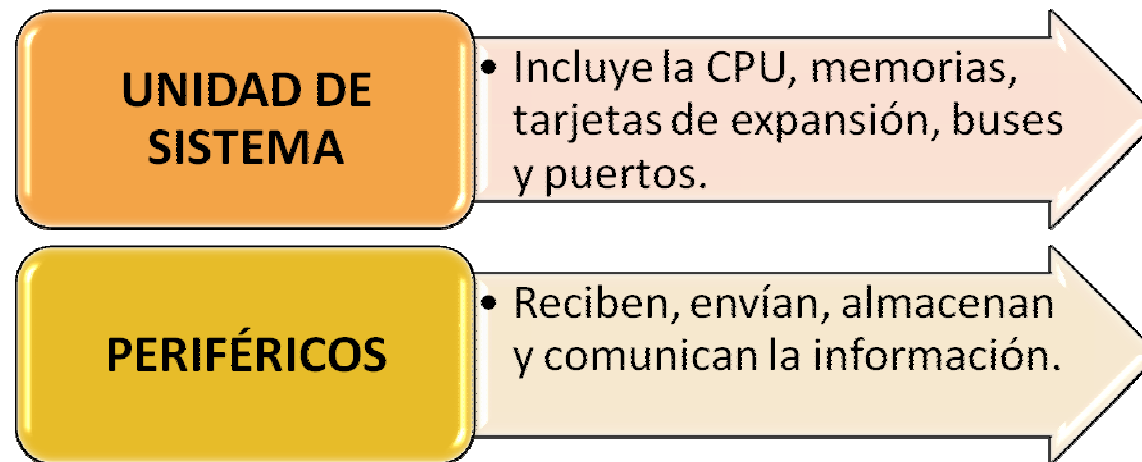 UNIDAD DE
SISTEMA
• Incluye la CPU, memorias,
tarjetas de expansión, buses
y puertos.
PERIFÉRICOS
• Reciben, envían, almacenan
y comunican la información.